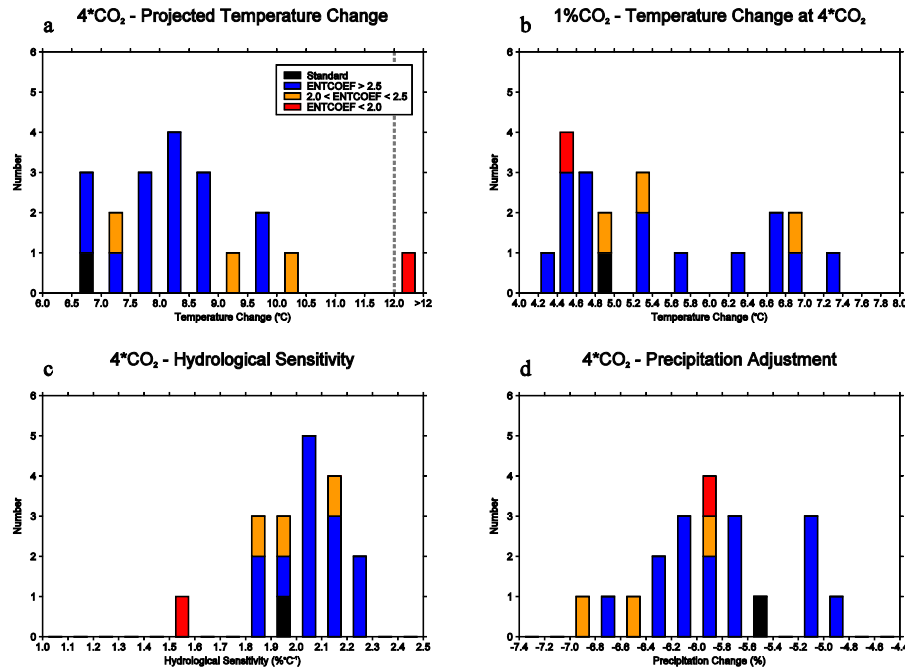 a
4*CO₂ - Projected Temperature Change
6
5
4
3
2
1
0
Number
Standard
ENTCOEF > 2.5
2.0 < ENTCOEF < 2.5
ENTCOEF < 2.0
6.0 6.5 7.0 7.5 8.0 8.5 9.0 9.5 10.0 10.5 12.0 >12
Temperature Change (°C)
b
1%CO₂ - Temperature Change at 4*CO₂
6
5
4
3
2
1
0
Number
4.0 4.2 4.4 4.6 4.8 5.0 5.2 5.4 5.6 5.8 6.0 6.2 6.4 6.6 6.8 7.0 7.2 7.4 7.6 7.8 8.0
Temperature Change (°C)
c
4*CO₂ - Hydrological Sensitivity
6
5
4
3
2
1
0
Number
1.0 1.1 1.2 1.3 1.4 1.5 1.6 1.7 1.8 1.9 2.0 2.1 2.2 2.3 2.4 2.5
Hydrological Sensitivity (%°C⁻¹)
d
4*CO₂ - Precipitation Adjustment
6
5
4
3
2
1
0
Number
-7.4 -7.2 -7.0 -6.8 -6.6 -6.4 -6.2 -6.0 -5.8 -5.6 -5.4 -5.2 -5.0 -4.8 -4.6 -4.4
Precipitation Change (%)